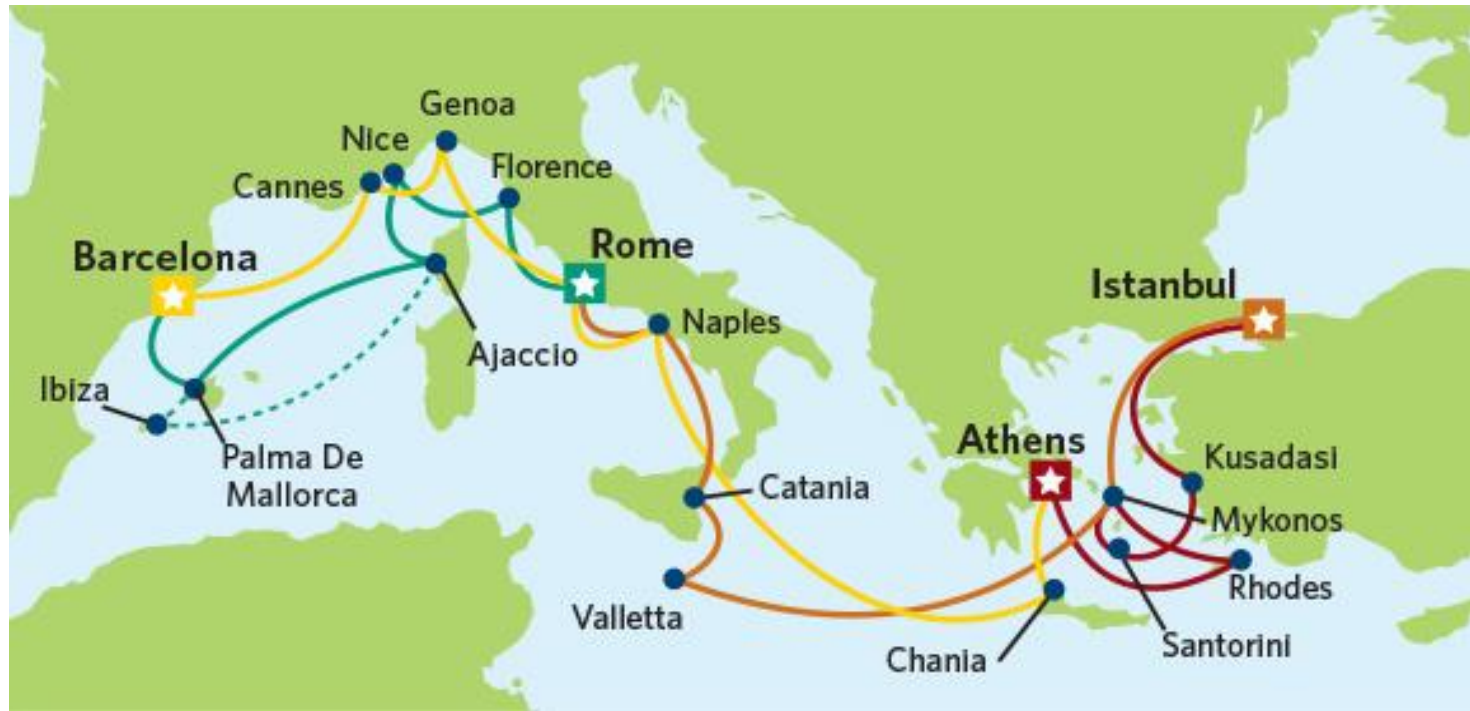 Genoa
Nice
Florence
Cannes
Rome
Barcelona
Istanbul
Naples
Ajaccio
Ibiza
Athens
Palma De
Mallorca
Kusadasi
Catania
Mykonos
Rhodes
Valletta
Santorini
Chania